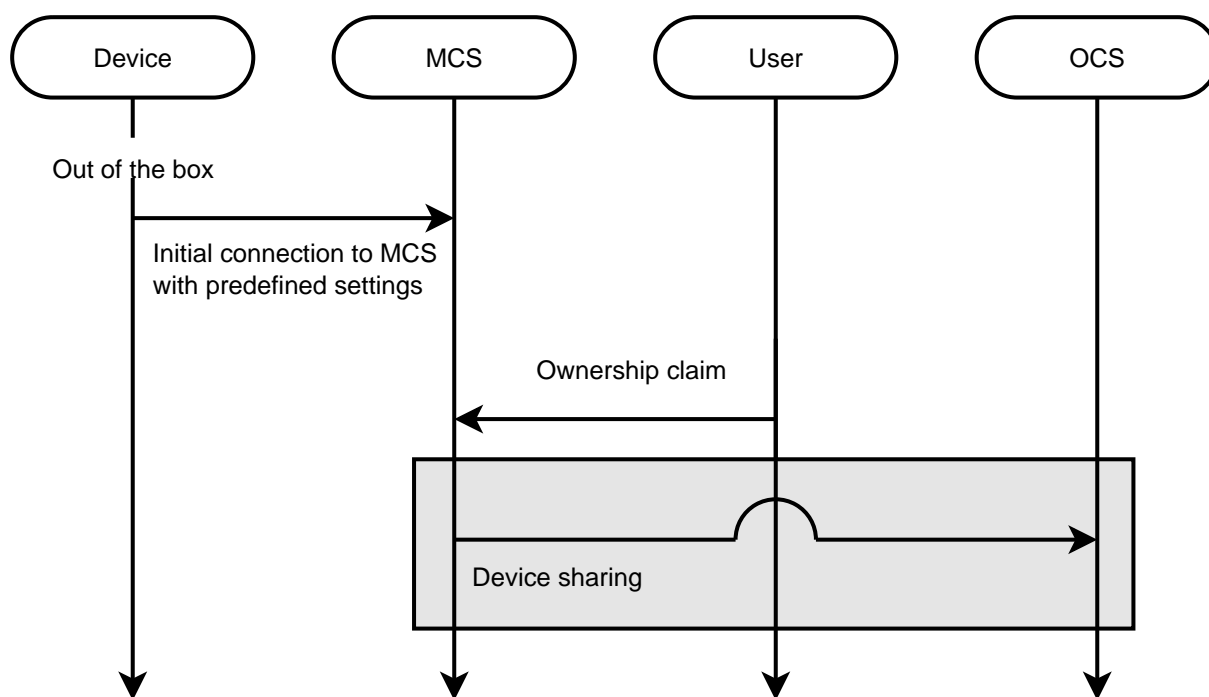 Device
MCS
User
OCS
Out of the box
Initial connection to MCS
with predefined settings
Ownership claim
Device sharing